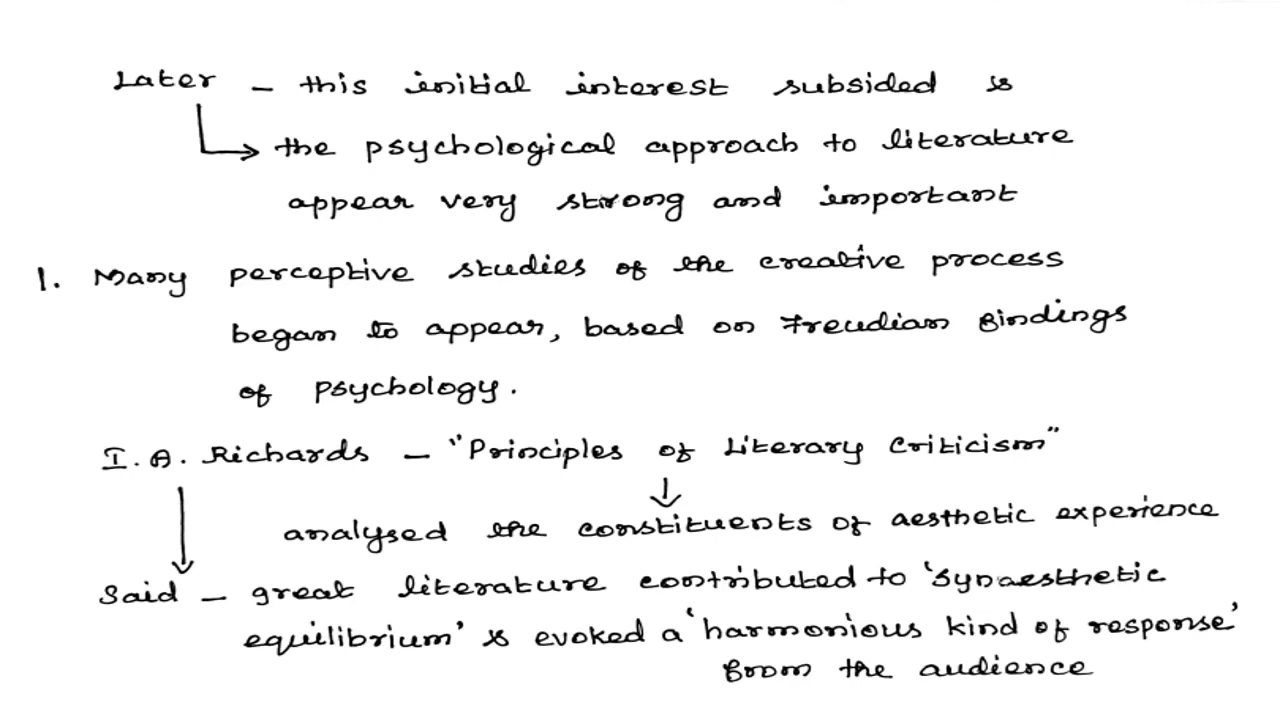 Later - this initial interest subsided &
the psychological approach to literature
appear very strong and important
1. Many perceptive studies of the creative process
began to appear, based on Freudian findings
of psychology.
I. A. Richards - "Principles of Literary Criticism"
analysed the constituents of aesthetic experience
Said - great literature contributed to 'synaesthetic
equilibrium' & evoked a 'harmonious kind of response'
from the audience